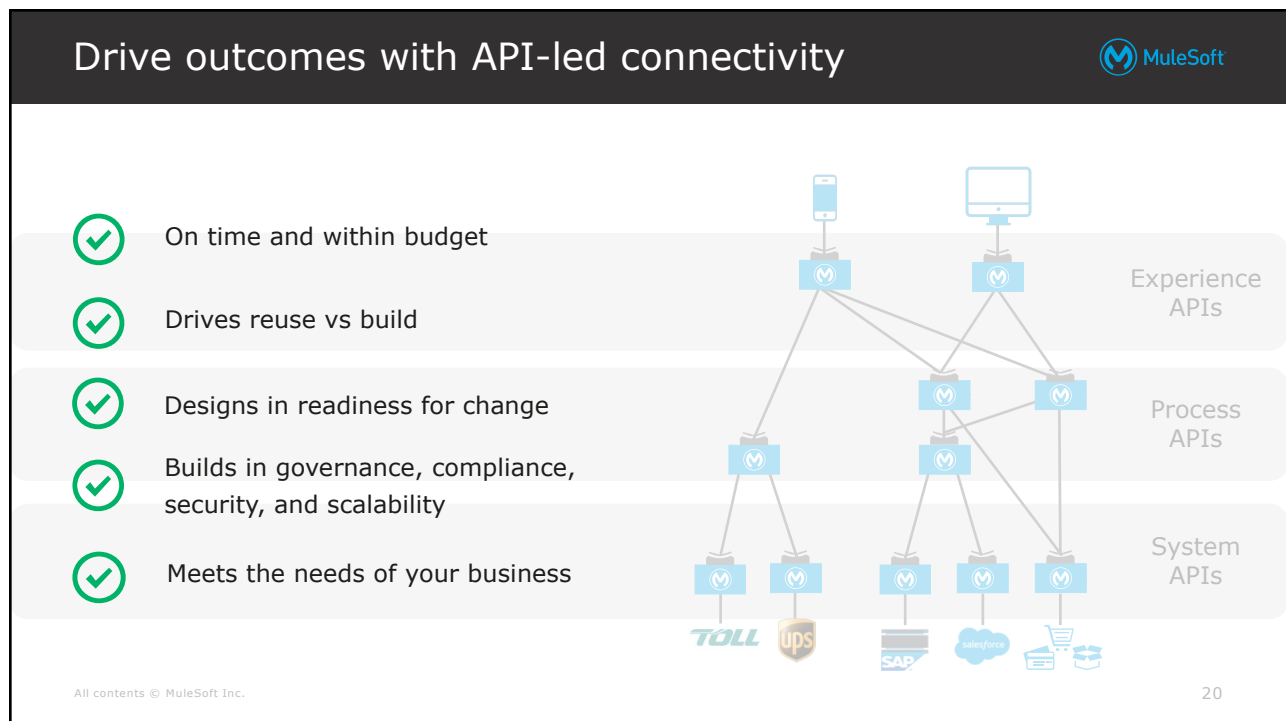 Drive outcomes with API-led connectivity
MuleSoft
On time and within budget
Drives reuse vs build
Designs in readiness for change
Builds in governance, compliance,
security, and scalability
Meets the needs of your business
Experience
APIs
Process
APIs
System
APIs
TOLL
ups
SAP
salesforce
All contents © MuleSoft Inc.
20